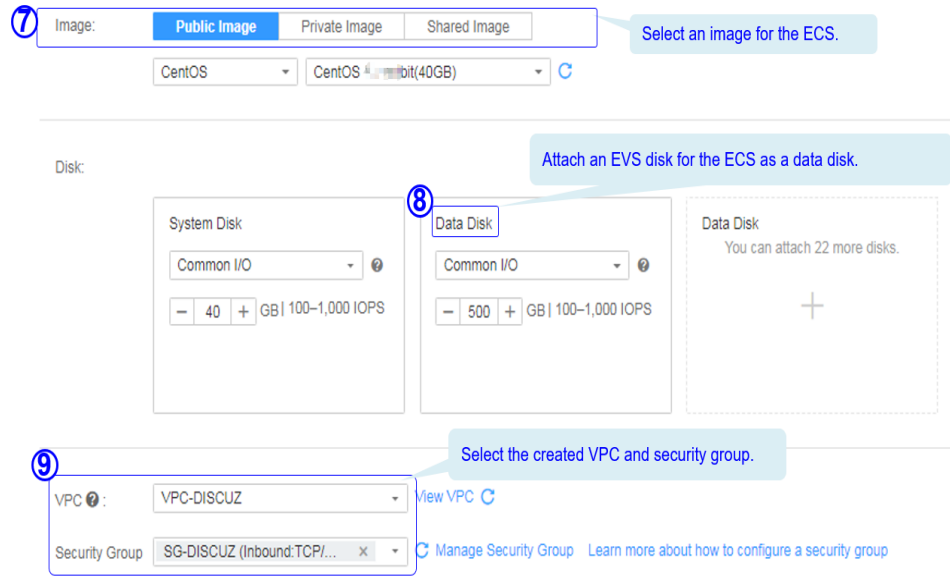 ⑦ Image: Public Image Private Image Shared Image
Select an image for the ECS.
CentOS CentOS bit(40GB)
Disk:
Attach an EVS disk for the ECS as a data disk.
⑧
System Disk Data Disk Data Disk
You can attach 22 more disks.
Common I/O Common I/O
− 40 + GB | 100–1,000 IOPS − 500 + GB | 100–1,000 IOPS
+
Select the created VPC and security group.
⑨
VPC ? : VPC-DISCUZ View VPC
Security Group SG-DISCUZ (Inbound:TCP/... × Manage Security Group Learn more about how to configure a security group